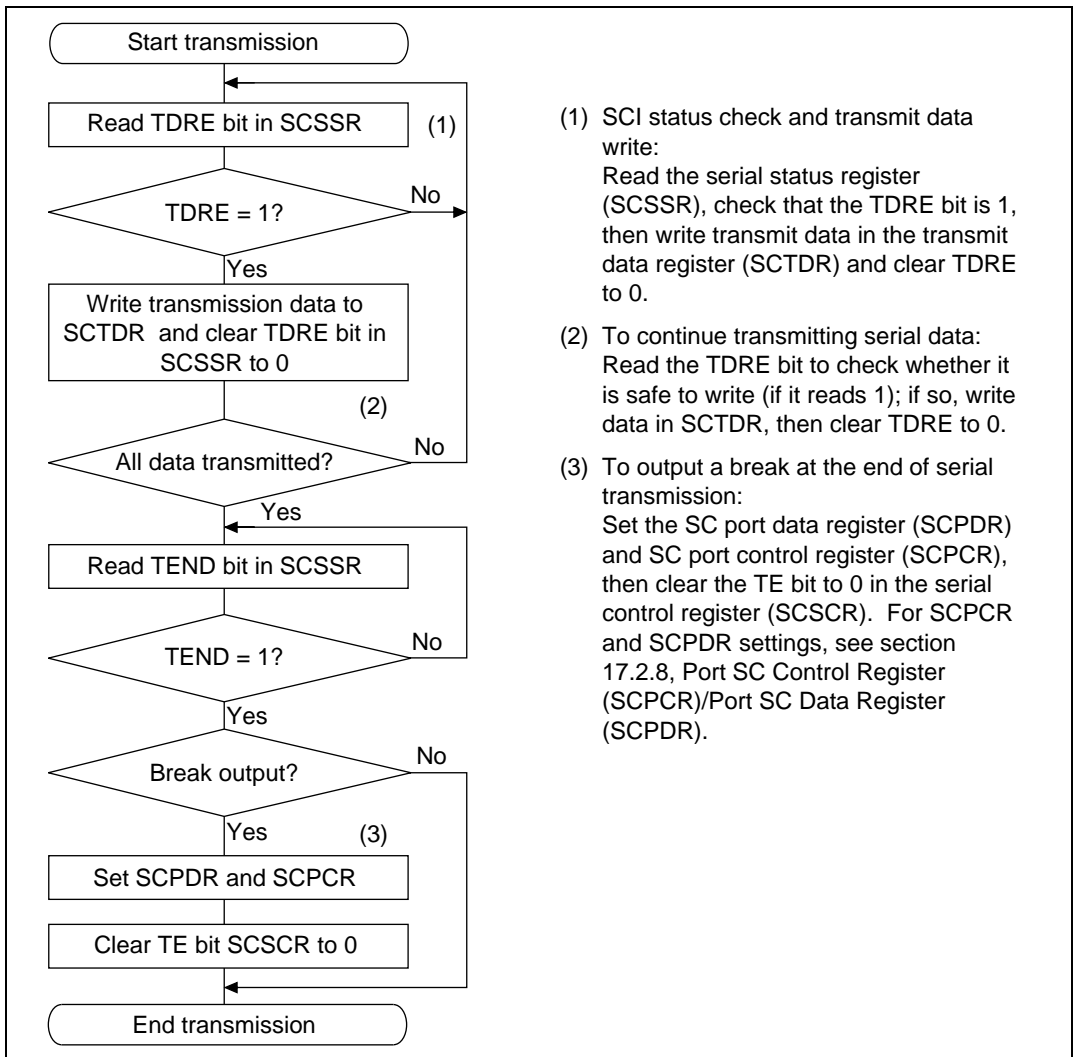 Start transmission
Read TDRE bit in SCSSR
(1)
TDRE = 1?
No
Yes
Write transmission data to
SCTDR  and clear TDRE bit in
SCSSR to 0
(2)
All data transmitted?
No
Yes
Read TEND bit in SCSSR
TEND = 1?
No
Yes
Break output?
No
Yes
(3)
Set SCPDR and SCPCR
Clear TE bit SCSCR to 0
End transmission
(1) SCI status check and transmit data
write:
Read the serial status register
(SCSSR), check that the TDRE bit is 1,
then write transmit data in the transmit
data register (SCTDR) and clear TDRE
to 0.
(2) To continue transmitting serial data:
Read the TDRE bit to check whether it
is safe to write (if it reads 1); if so, write
data in SCTDR, then clear TDRE to 0.
(3) To output a break at the end of serial
transmission:
Set the SC port data register (SCPDR)
and SC port control register (SCPCR),
then clear the TE bit to 0 in the serial
control register (SCSCR).  For SCPCR
and SCPDR settings, see section
17.2.8, Port SC Control Register
(SCPCR)/Port SC Data Register
(SCPDR).